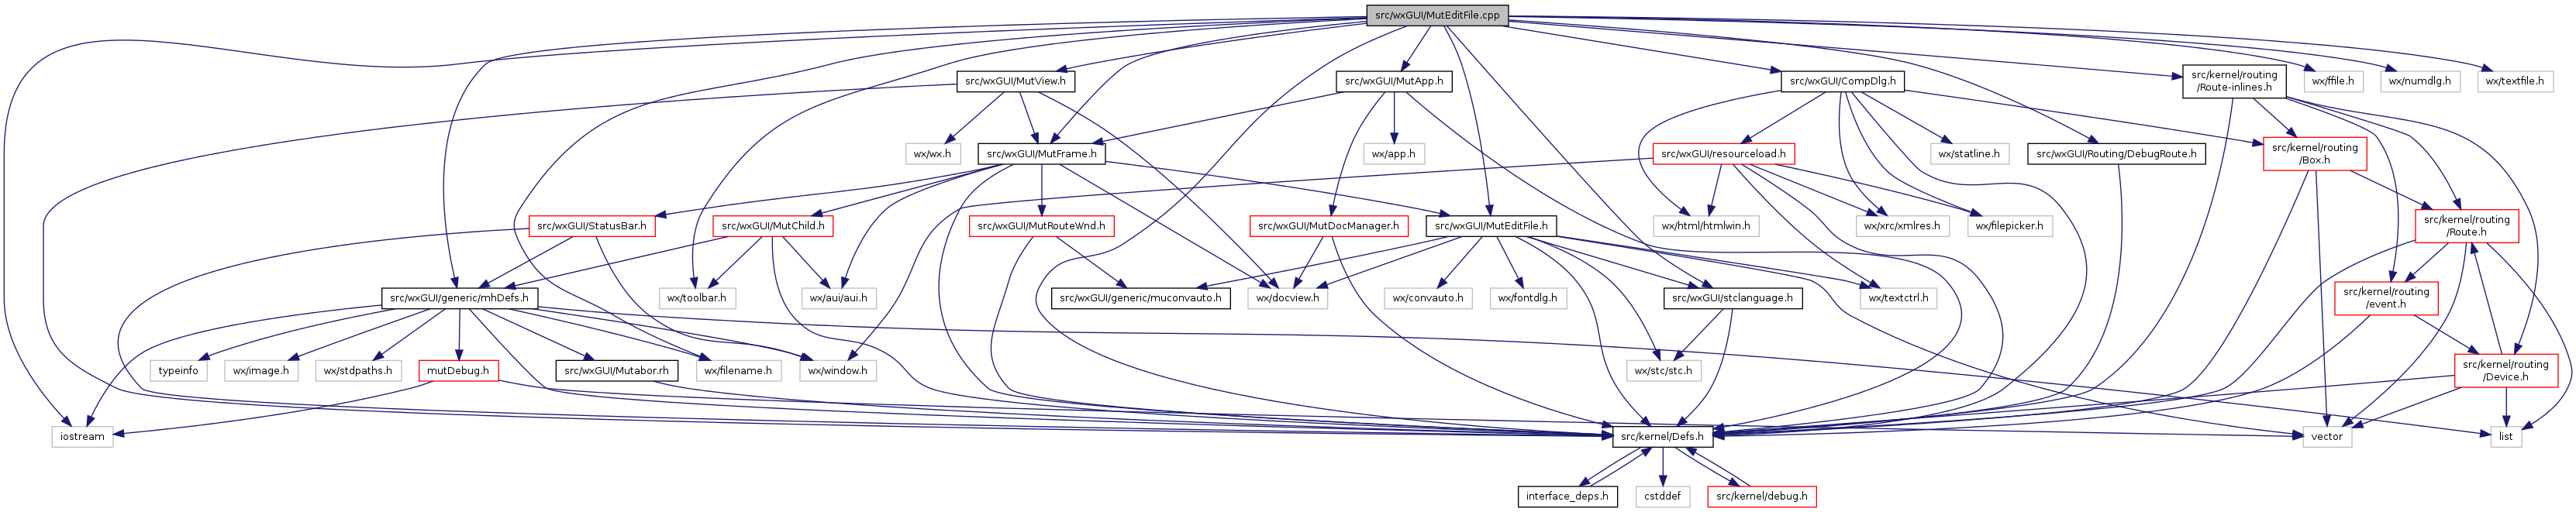 src/wxGUI/MutEditFile.cpp
src/wxGUI/MutView.h
src/wxGUI/MutApp.h
src/wxGUI/CompDlg.h
src/kernel/routing
/Route-inlines.h
wx/ffile.h
wx/numdlg.h
wx/textfile.h
wx/wx.h
src/wxGUI/MutFrame.h
wx/app.h
src/wxGUI/resourceload.h
wx/statline.h
src/wxGUI/Routing/DebugRoute.h
src/kernel/routing
/Box.h
src/wxGUI/StatusBar.h
src/wxGUI/MutChild.h
src/wxGUI/MutRouteWnd.h
src/wxGUI/MutDocManager.h
src/wxGUI/MutEditFile.h
wx/html/htmlwin.h
wx/xrc/xmlres.h
wx/filepicker.h
src/kernel/routing
/Route.h
src/wxGUI/generic/mhDefs.h
wx/toolbar.h
wx/aui/aui.h
src/wxGUI/generic/muconvauto.h
wx/docview.h
wx/convauto.h
wx/fontdlg.h
src/wxGUI/stclanguage.h
wx/textctrl.h
src/kernel/routing
/event.h
typeinfo
wx/image.h
wx/stdpaths.h
mutDebug.h
src/wxGUI/Mutabor.rh
wx/filename.h
wx/window.h
wx/stc/stc.h
src/kernel/routing
/Device.h
iostream
src/kernel/Defs.h
vector
list
interface_deps.h
cstddef
src/kernel/debug.h